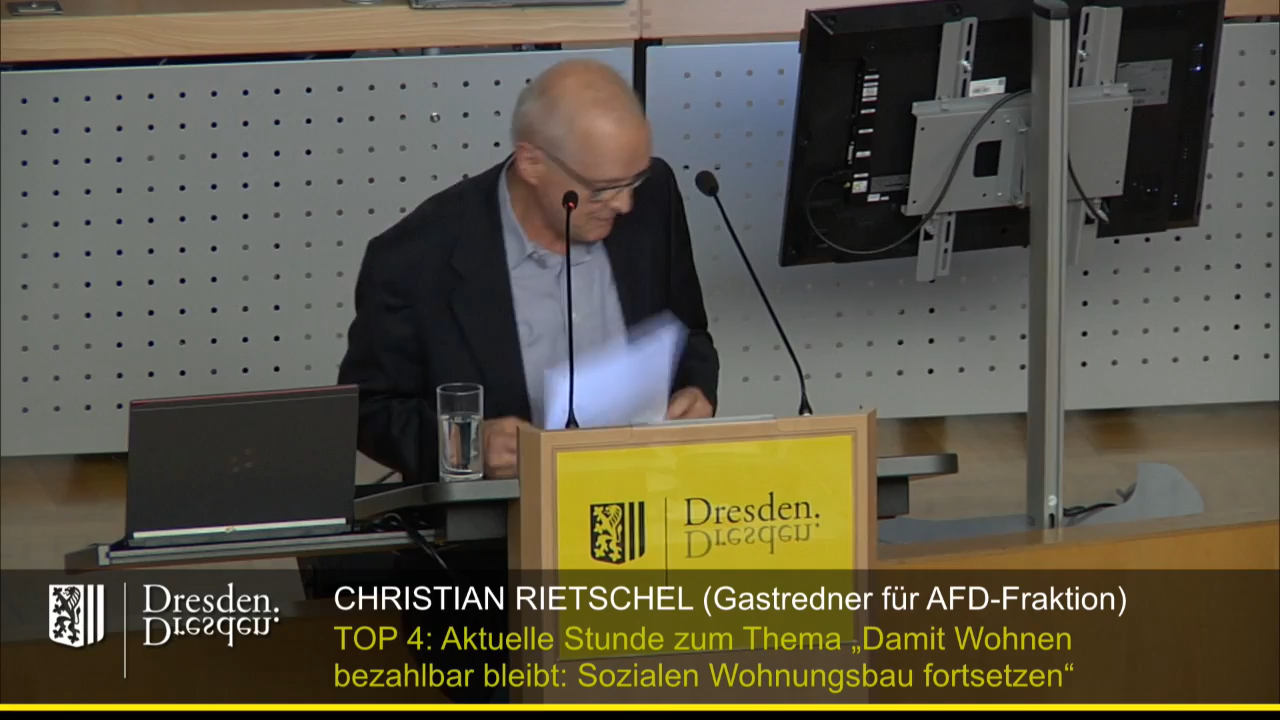 Dresden.
Dresden.
Dresden.
Dresden.
CHRISTIAN RIETSCHEL (Gastredner für AFD-Fraktion)
TOP 4: Aktuelle Stunde zum Thema „Damit Wohnen
bezahlbar bleibt: Sozialen Wohnungsbau fortsetzen“